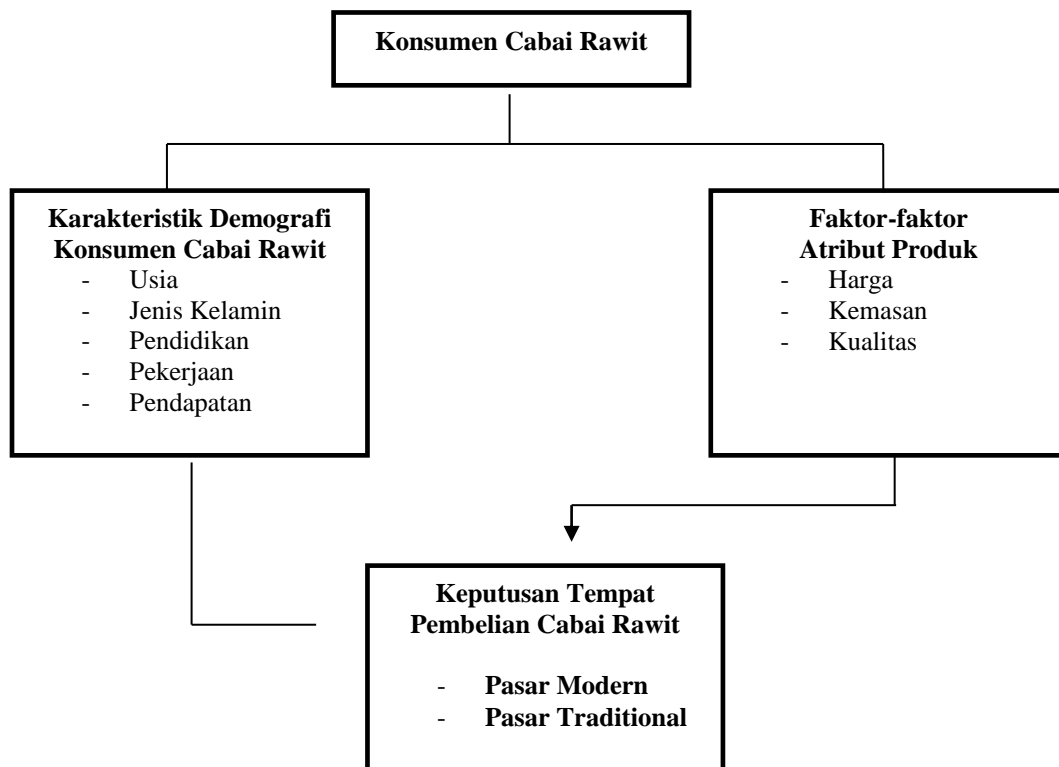 Konsumen Cabai Rawit
Karakteristik Demografi
Konsumen Cabai Rawit
- Usia
- Jenis Kelamin
- Pendidikan
- Pekerjaan
- Pendapatan
Faktor-faktor
Atribut Produk
- Harga
- Kemasan
- Kualitas
Keputusan Tempat
Pembelian Cabai Rawit
- Pasar Modern
- Pasar Traditional